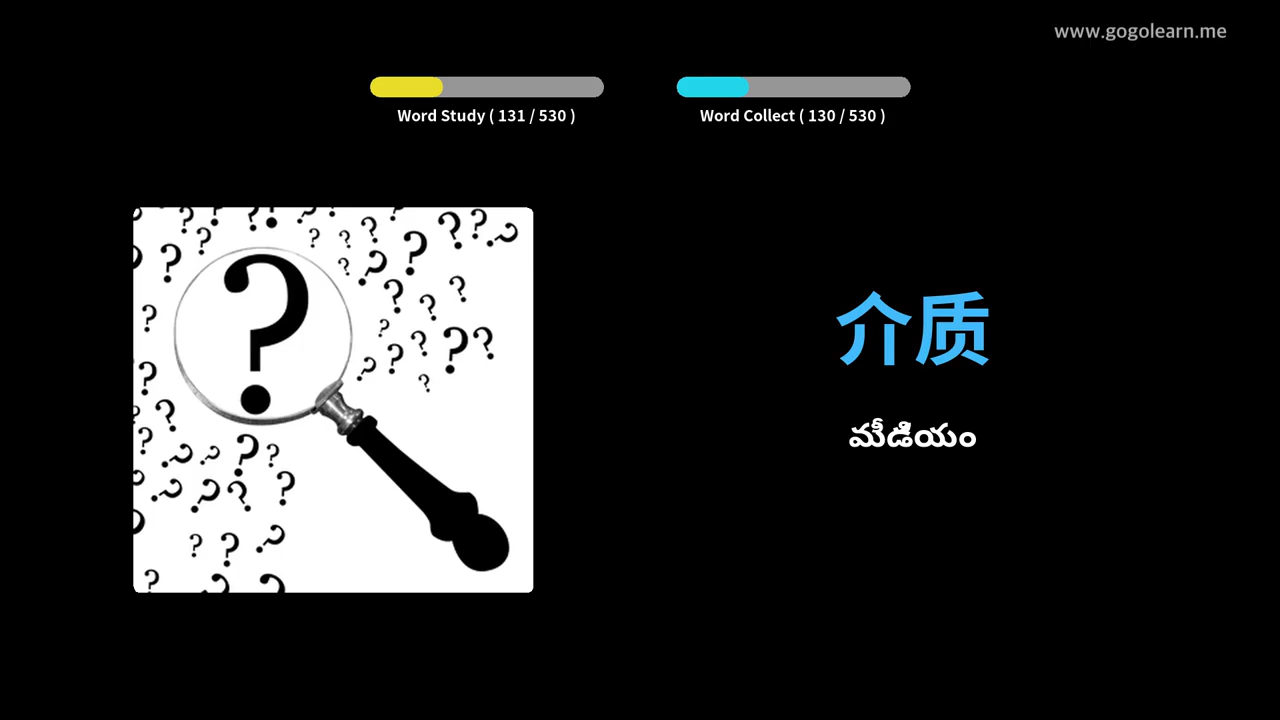 www.gogolearn.me
Word Study ( 131 / 530 )
Word Collect ( 130 / 530 )
介质
మీడియం